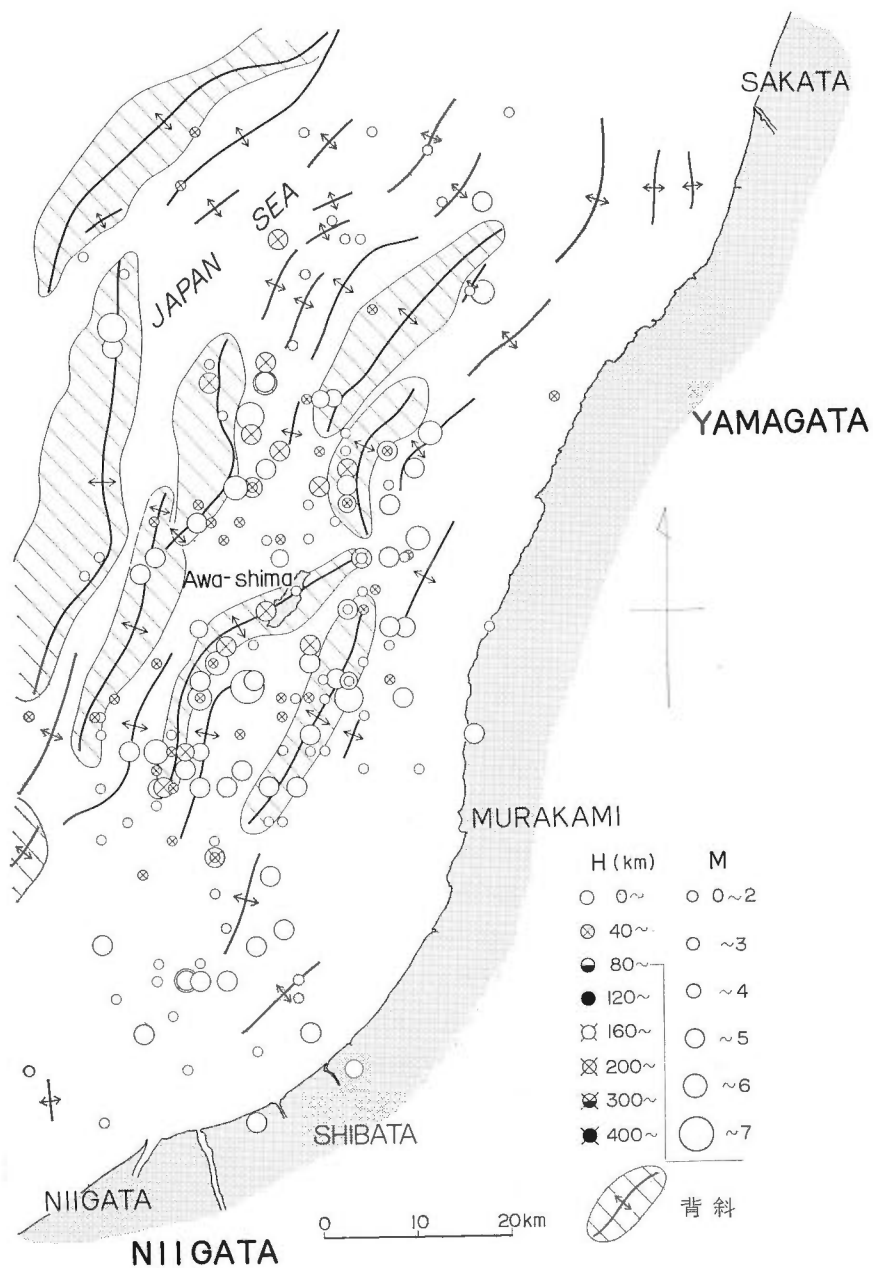 SAKATA
JAPAN SEA
YAMAGATA
Awa-shima
MURAKAMI
H (km) M
0~ 0~2
40~ ~3
80~ ~4
120~
160~ ~5
200~
300~ ~6
400~ ~7
背斜
SHIBATA
NIIGATA
0 10 20km
NIIGATA